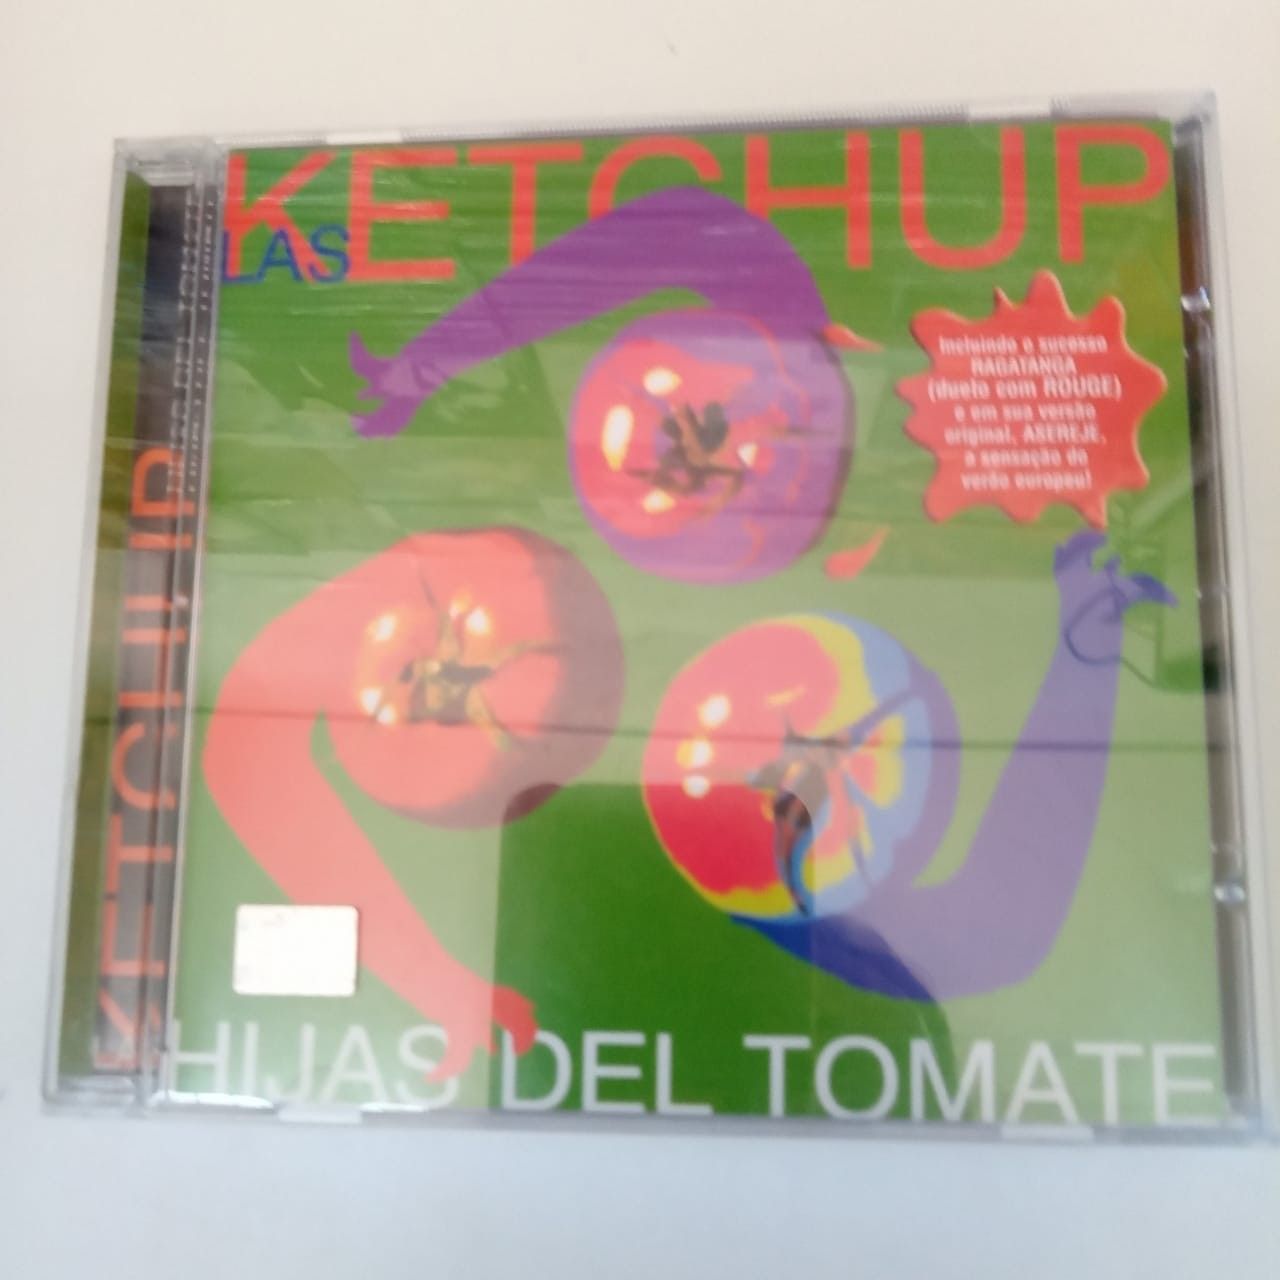 KETCHUP
LAS
Incluindo o sucesso
RAGATANGA
(dueto com ROUGE)
e em sua versão
original, ASEREJE,
a sensação do
verão europeu!
HIJAS DEL TOMATE
KETCHUP